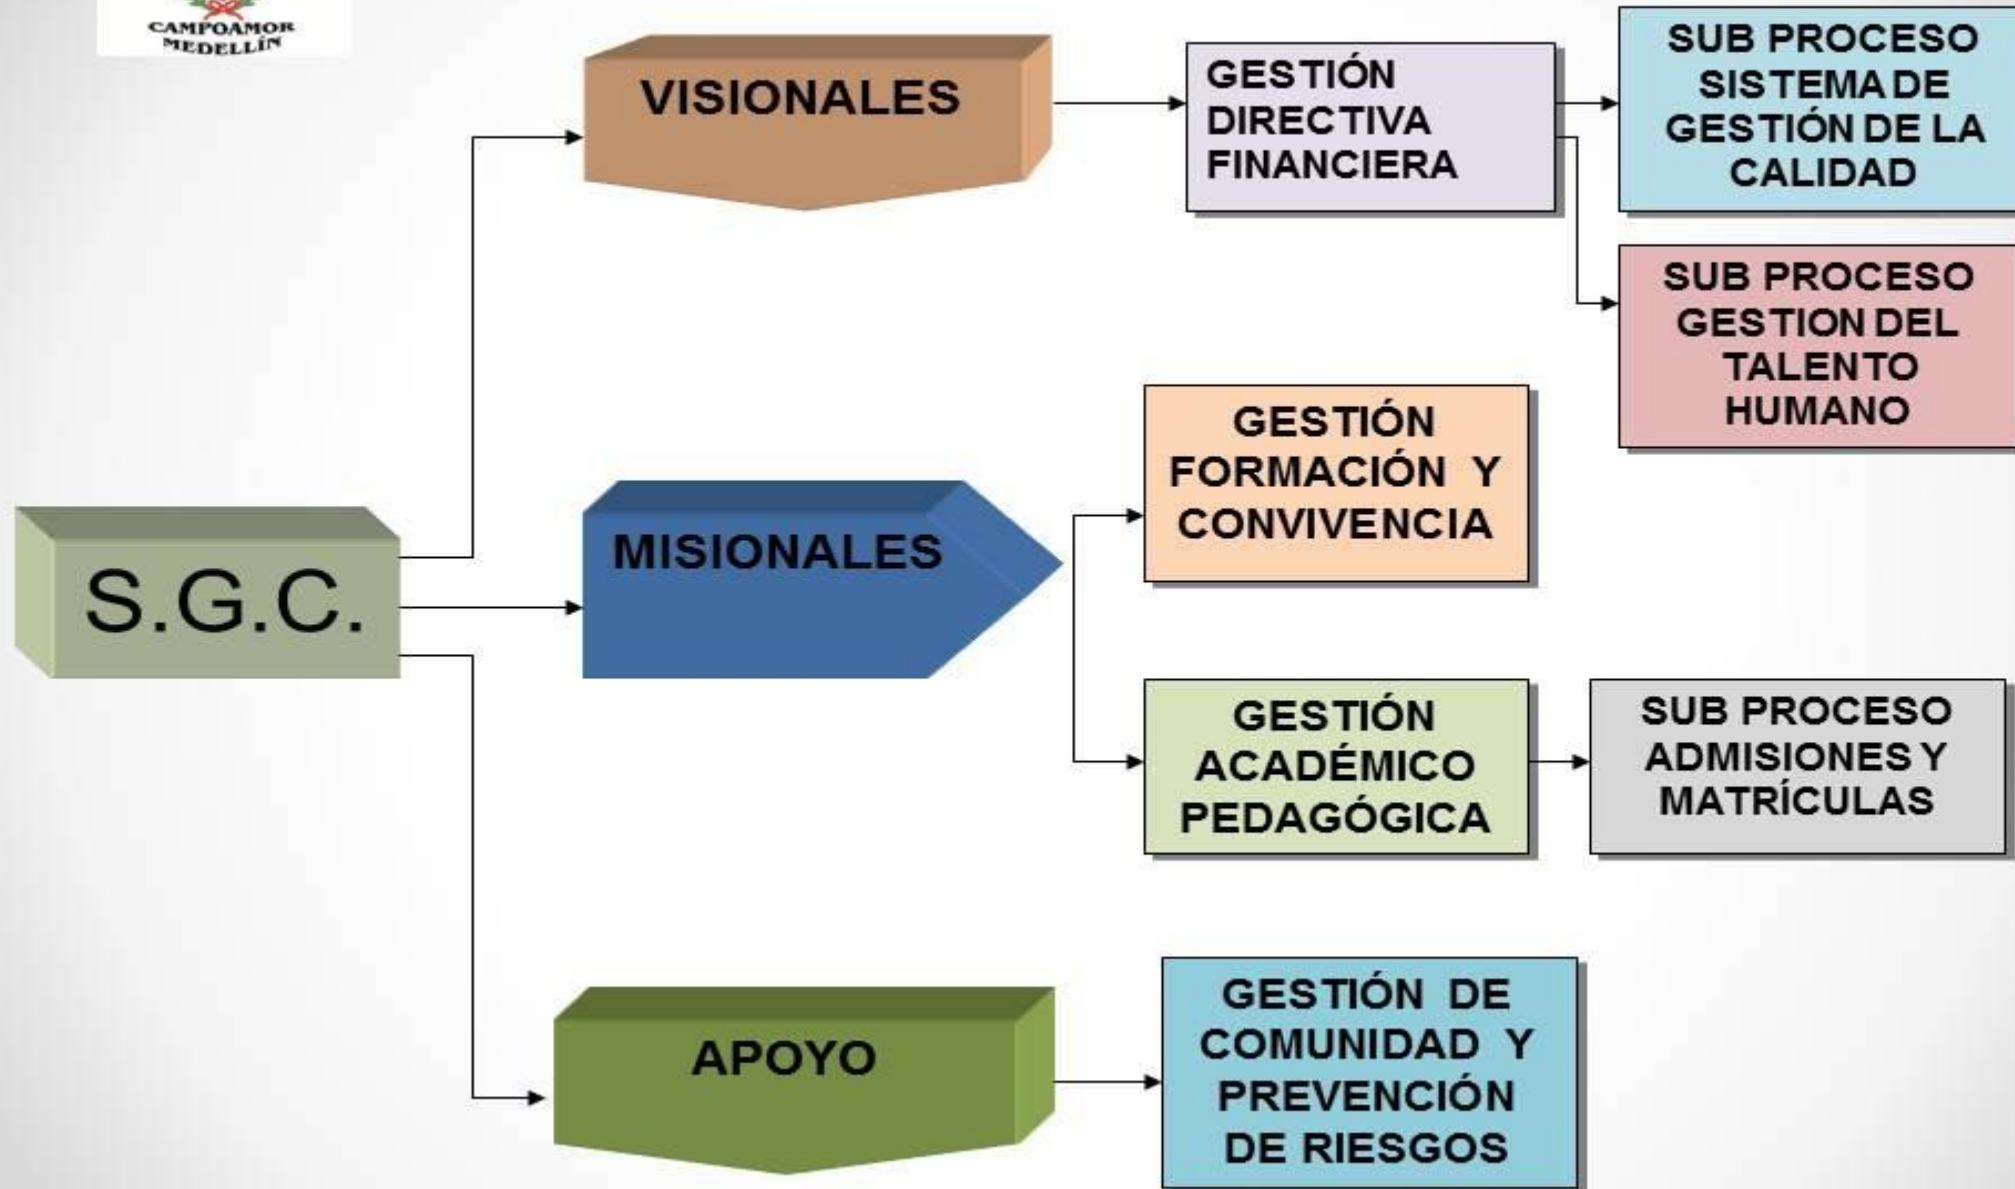 CAMPOAMOR
MEDELLÍN
VISIONALES
GESTIÓN
DIRECTIVA
FINANCIERA
SUB PROCESO
SISTEMA DE
GESTIÓN DE LA
CALIDAD
SUB PROCESO
GESTION DEL
TALENTO
HUMANO
S.G.C.
MISIONALES
GESTIÓN
FORMACIÓN Y
CONVIVENCIA
GESTIÓN
ACADÉMICO
PEDAGÓGICA
SUB PROCESO
ADMISIONES Y
MATRÍCULAS
APOYO
GESTIÓN DE
COMUNIDAD Y
PREVENCIÓN
DE RIESGOS